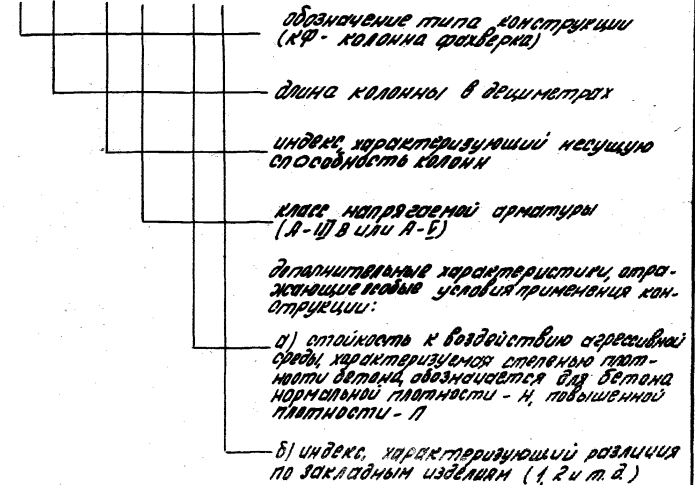 обозначение типа конструкции
(КФ - колонна фахверка)
длина колонны в дециметрах
индекс, характеризующий несущую
способность колонн
класс напрягаемой арматуры
(А-III В или А-V)
дополнительные характеристики, отра-
жающие особые условия применения кон-
струкции:
а) стойкость к воздействию агрессивной
среды, характеризуемая степенью плот-
ности бетона, обозначается для бетона
нормальной плотности - Н, повышенной
плотности - П
б) индекс, характеризующий различия
по закладным изделиям (1, 2 и т. д.)